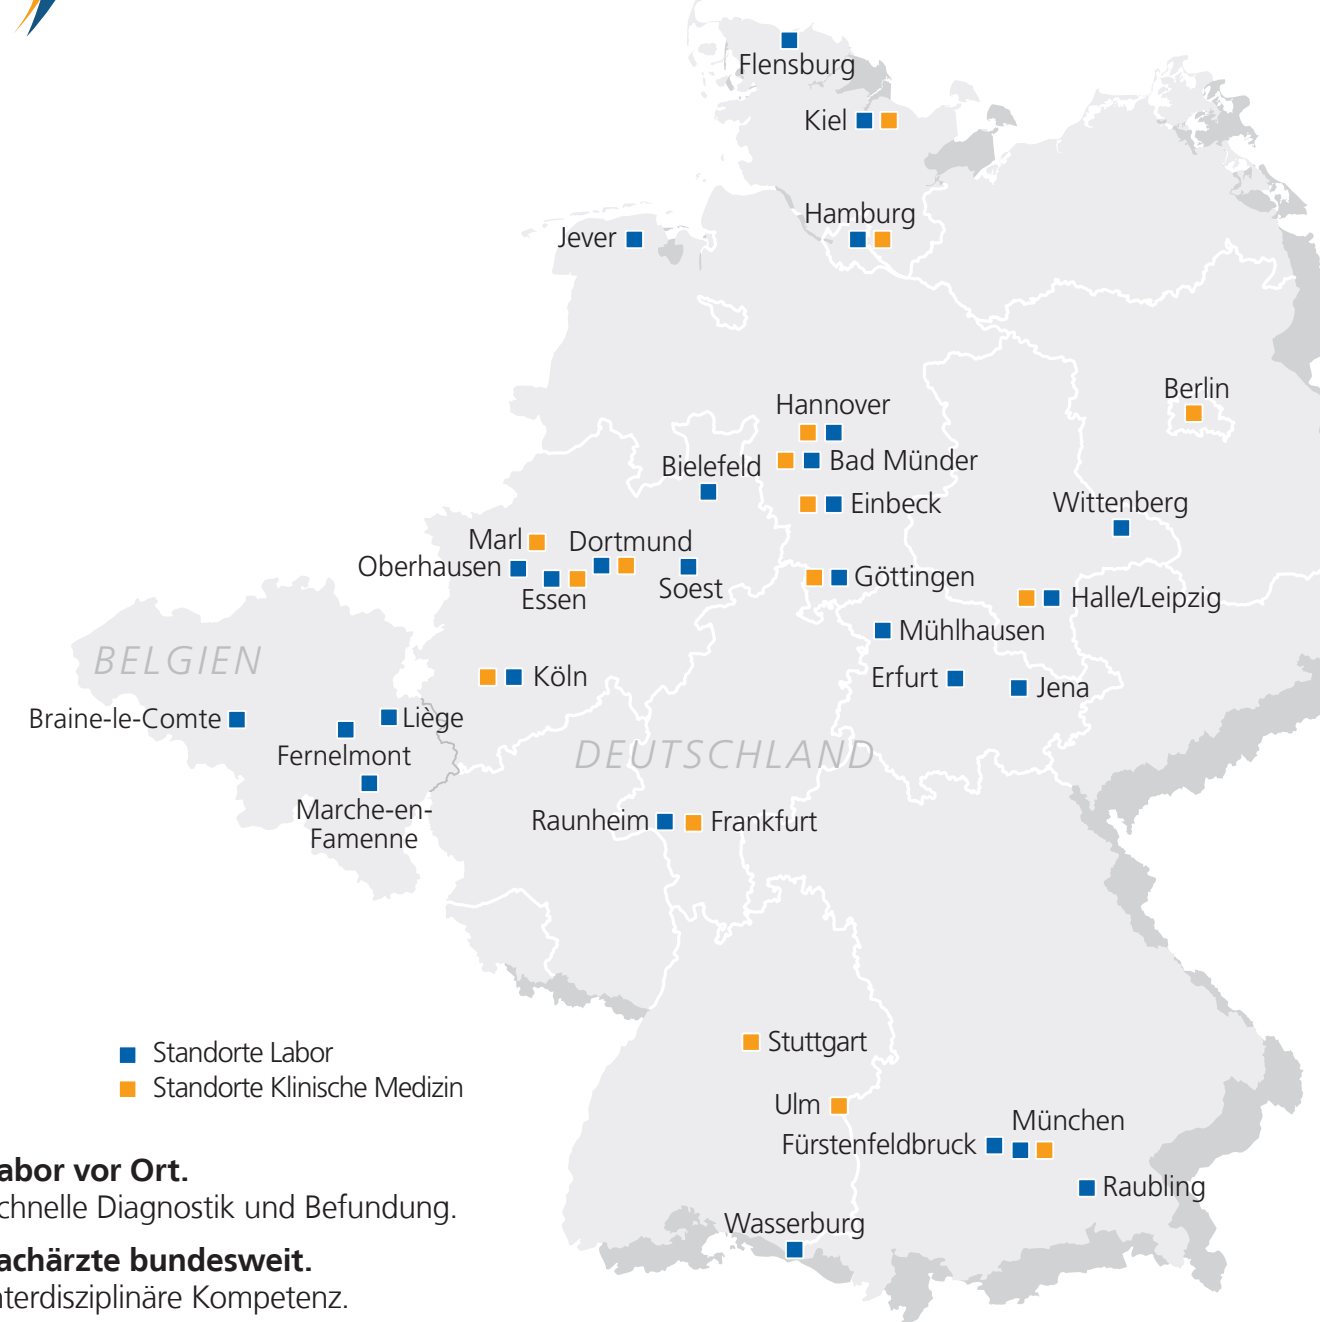 Flensburg
Kiel
Hamburg
Jever
Berlin
Hannover
Bielefeld
Bad Münder
Einbeck
Wittenberg
Marl
Dortmund
Oberhausen
Essen
Soest
Göttingen
Halle/Leipzig
Mühlhausen
BELGIEN
Köln
Erfurt
Jena
Braine-le-Comte
Liège
Fernelmont
DEUTSCHLAND
Marche-en-
Famenne
Raunheim
Frankfurt
Stuttgart
Standorte Labor
Standorte Klinische Medizin
Ulm
München
Fürstenfeldbruck
Raubling
Wasserburg
abor vor Ort.
chnelle Diagnostik und Befundung.
achärzte bundesweit.
nterdisziplinäre Kompetenz.